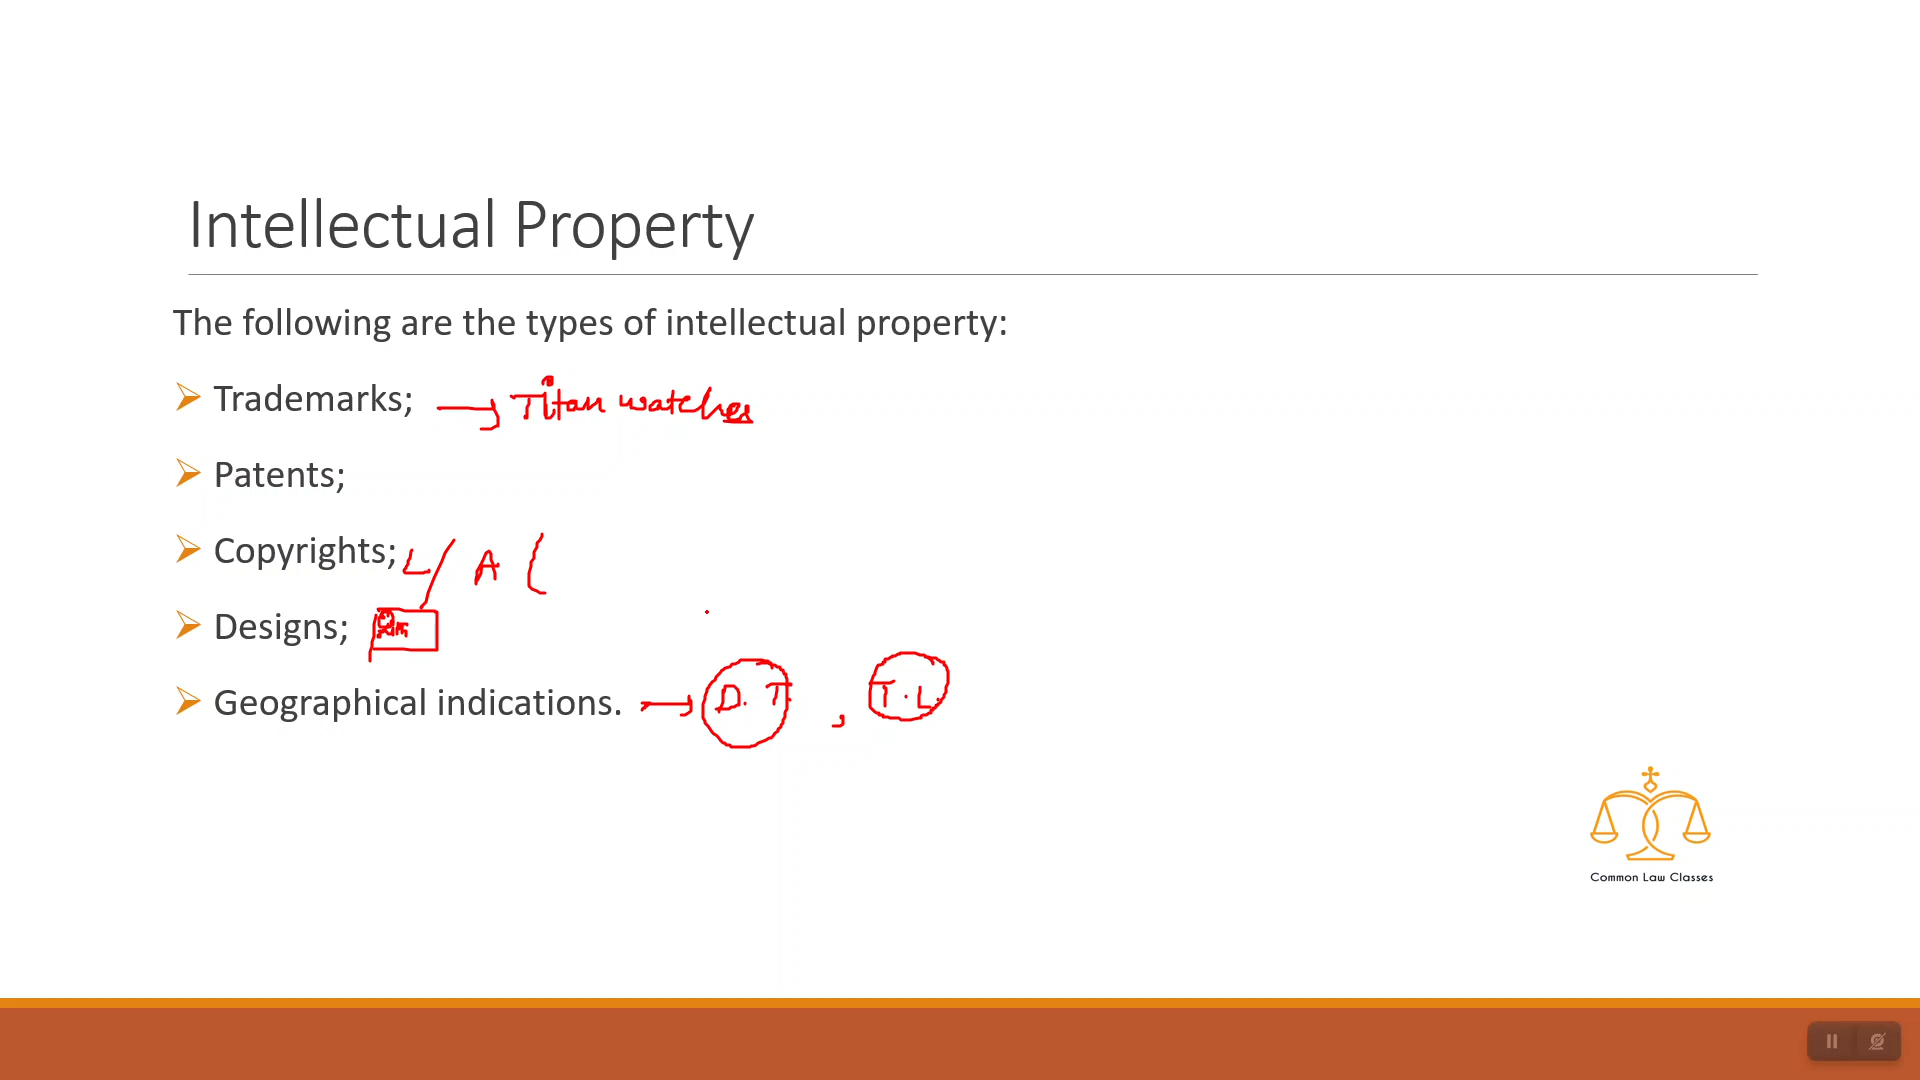 Intellectual Property
The following are the types of intellectual property:
Trademarks; Titan watches
Patents;
Copyrights; L/ A (
Designs;
Geographical indications. D.T. , T.L.
Common Law Classes